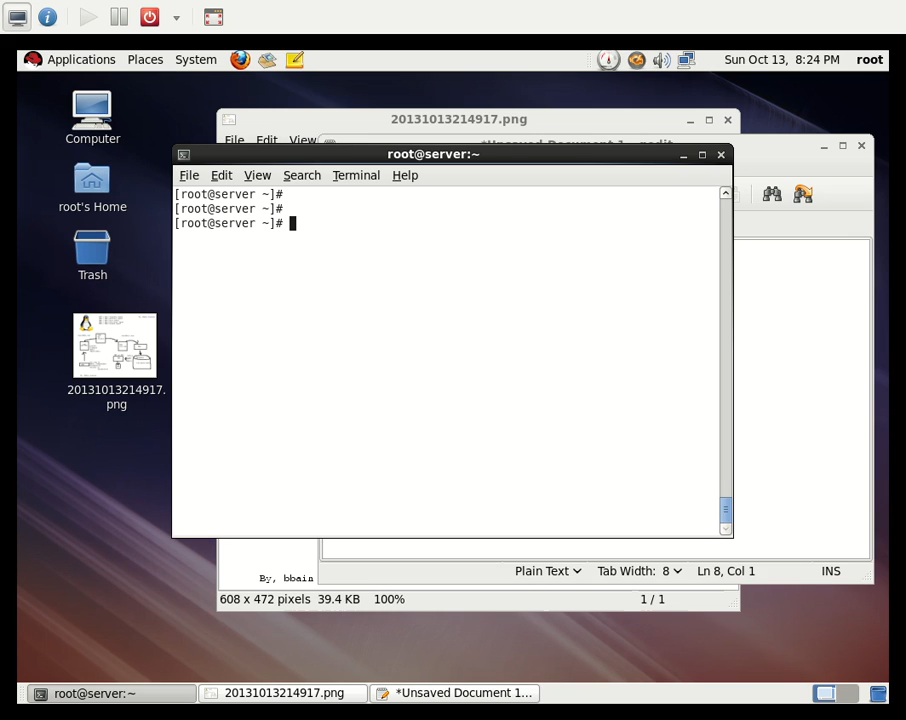 Applications Places System Sun Oct 13, 8:24 PM root
Computer
root's Home
Trash
20131013214917.
png
20131013214917.png
File Edit View
root@server:~
File Edit View Search Terminal Help
[root@server ~]#
[root@server ~]#
[root@server ~]#
Plain Text Tab Width: 8 Ln 8, Col 1 INS
By, bbain
608 x 472 pixels 39.4 KB 100% 1 / 1
root@server:~ 20131013214917.png *Unsaved Document 1...